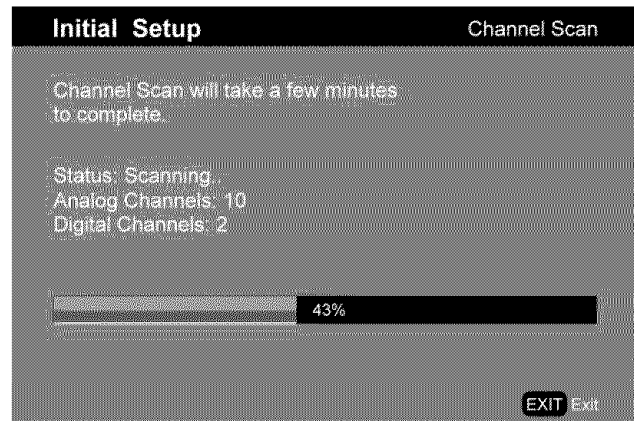 Initial Setup
Channel Scan
Channel Scan will take a few minutes
to complete.
Status: Scanning..
Analog Channels: 10
Digital Channels: 2
43%
EXIT Exit